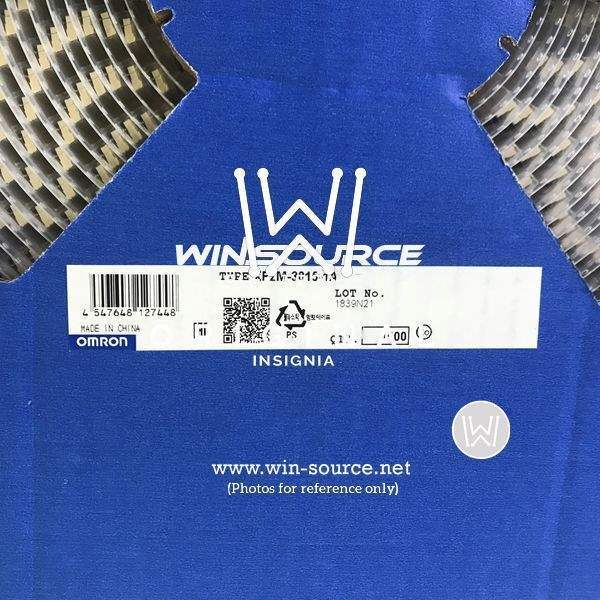 WINSOURCE
TYPE
LOT No.
1839N21
4 547648 127448
MADE IN CHINA
OMRON
PS
00
INSIGNIA
W
www.win-source.net
(Photos for reference only)